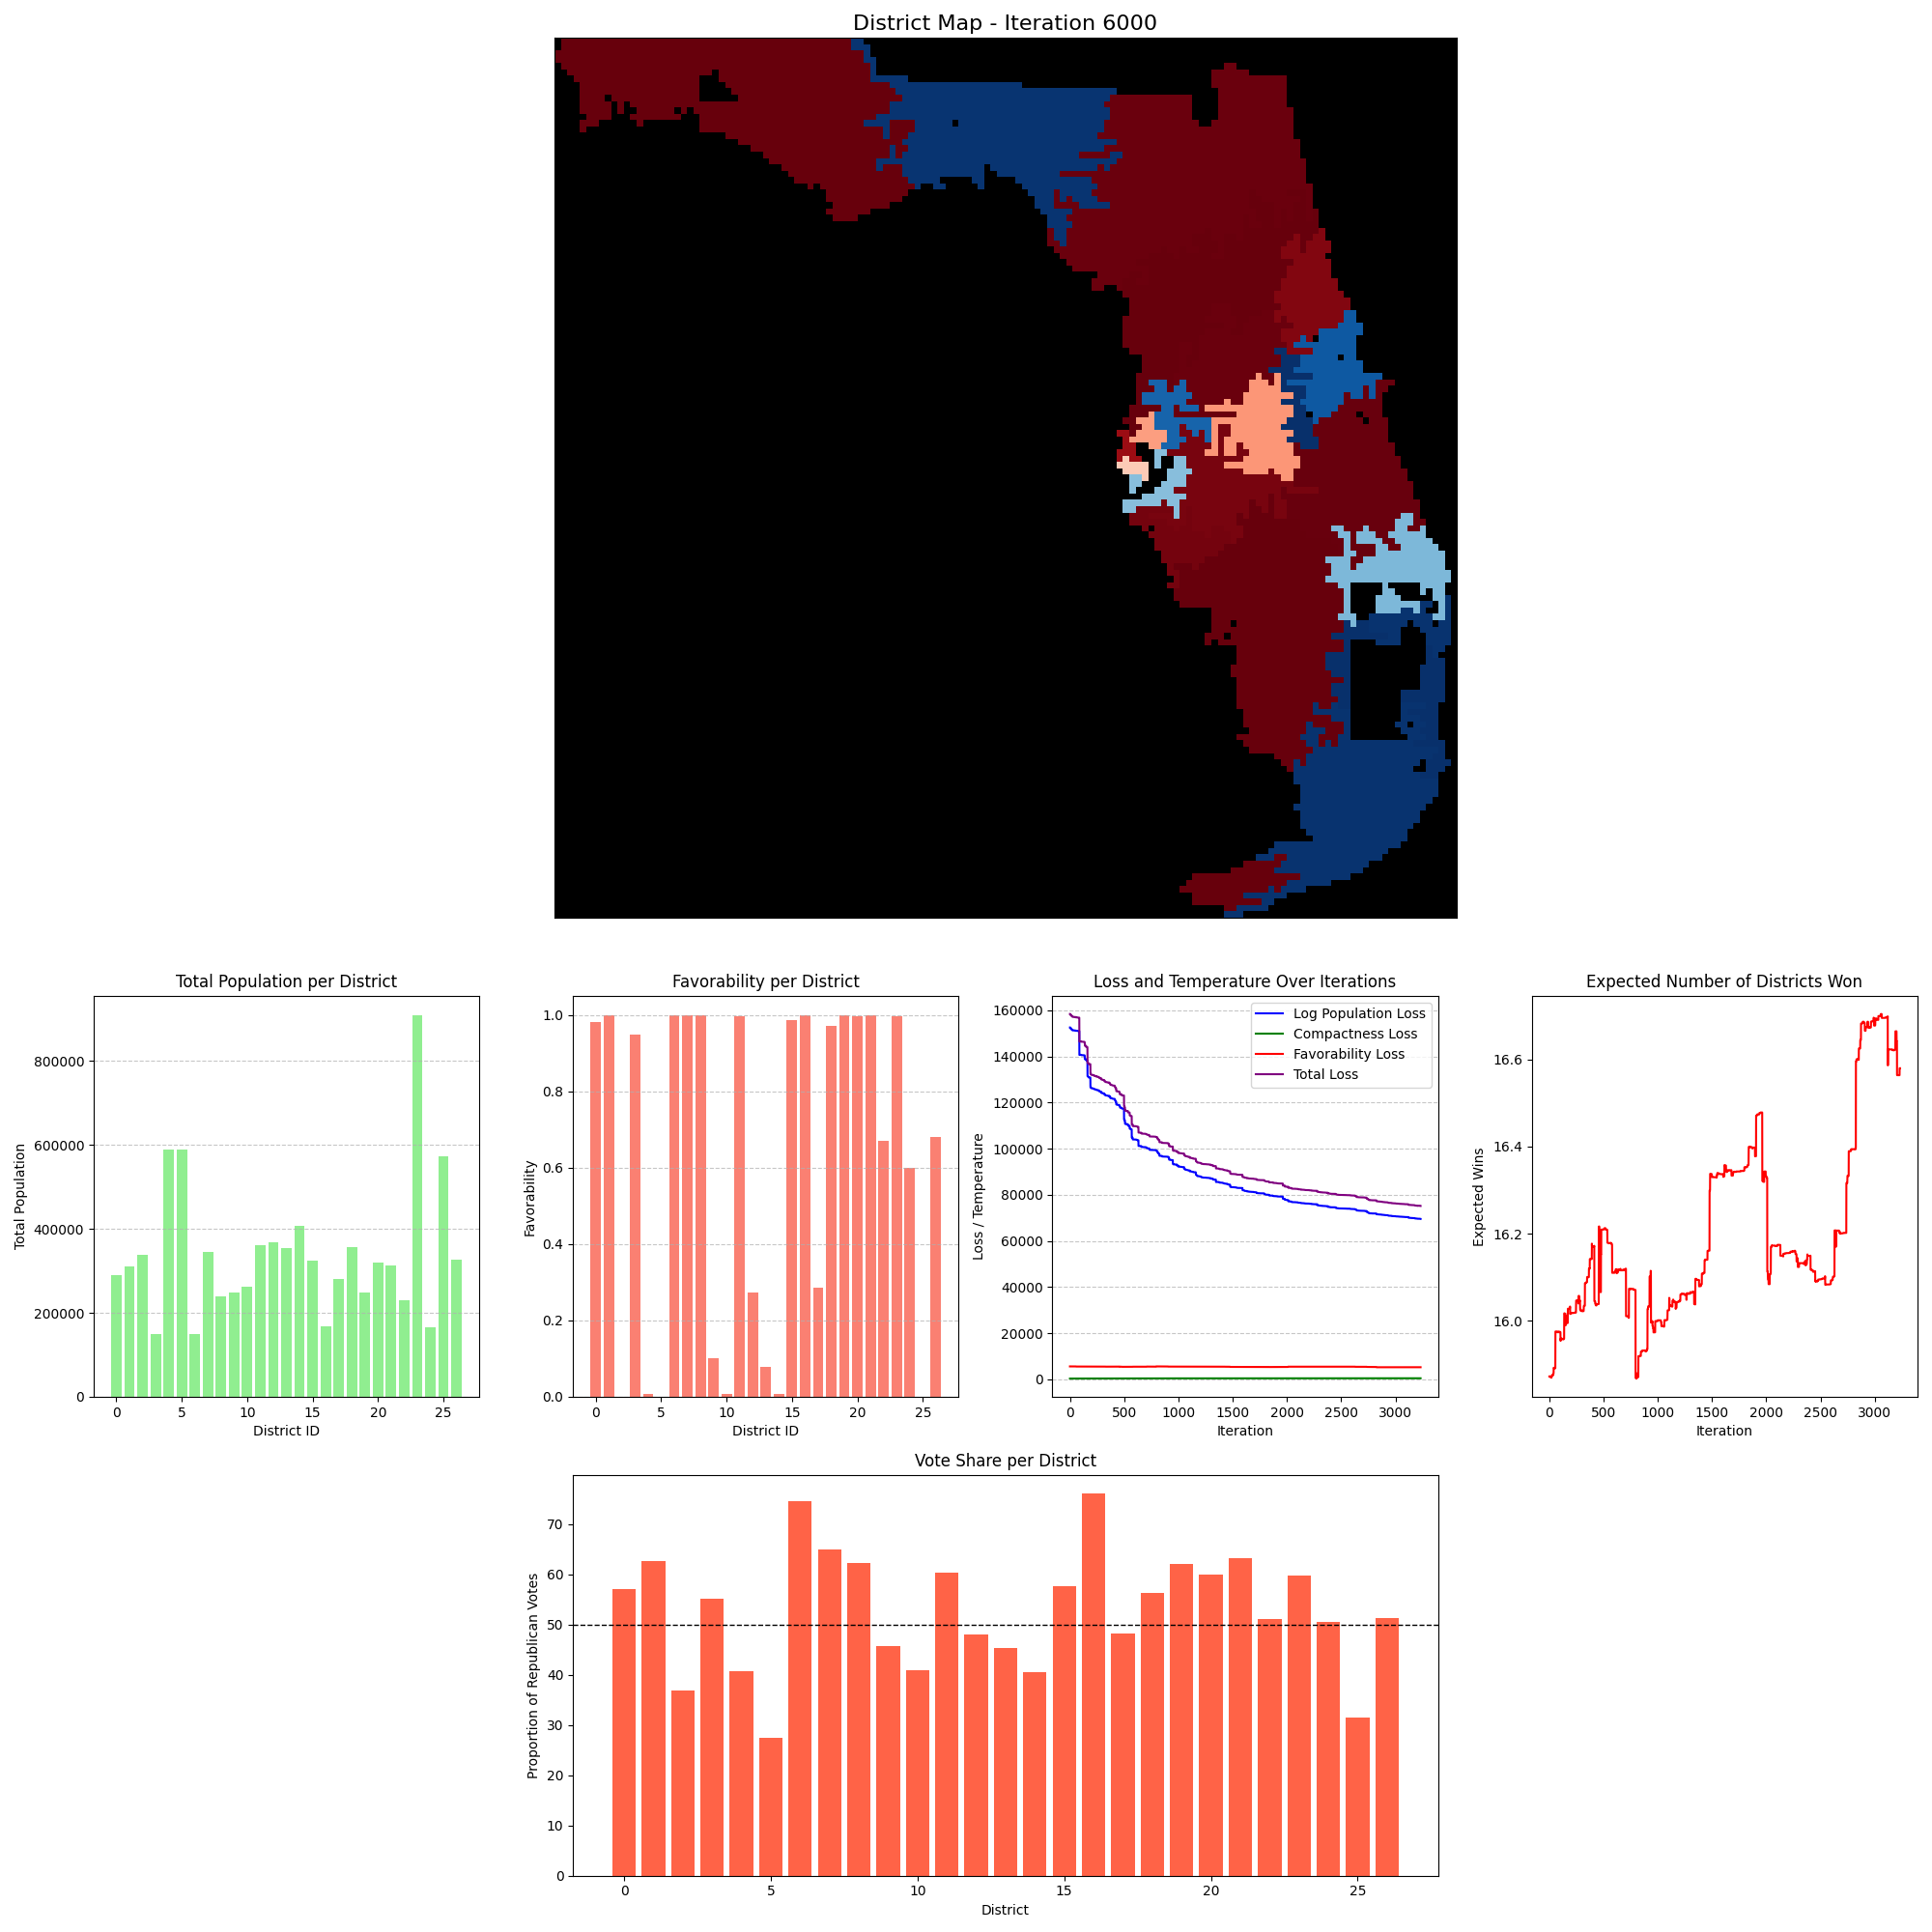 District Map - Iteration 6000
Total Population per District
Total Population
800000
600000
400000
200000
0
0 5 10 15 20 25
District ID
Favorability per District
Favorability
1.0
0.8
0.6
0.4
0.2
0.0
0 5 10 15 20 25
District ID
Loss and Temperature Over Iterations
Loss / Temperature
160000
140000
120000
100000
80000
60000
40000
20000
0
Log Population Loss
Compactness Loss
Favorability Loss
Total Loss
0 500 1000 1500 2000 2500 3000
Iteration
Expected Number of Districts Won
Expected Wins
16.6
16.4
16.2
16.0
0 500 1000 1500 2000 2500 3000
Iteration
Vote Share per District
Proportion of Republican Votes
70
60
50
40
30
20
10
0
0 5 10 15 20 25
District